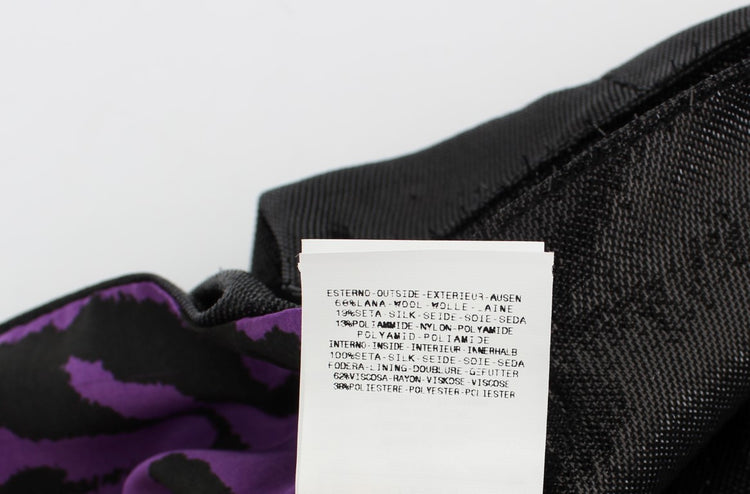 ESTERNO-OUTSIDE-EXTERIEUR-AUSEN
68%LANA-WOOL-WOLLE-LAINE
19%SETA-SILK-SEIDE-SOIE-SEDA
13%POLIAMMIDE-NYLON-POLYAMIDE
POLYAMID-POLIAMIDE
INTERNO-INSIDE-INTERIEUR-INNERHALB
100%SETA-SILK-SEIDE-SOIE-SEDA
FODERA-LINING-DOUBLURE-GEFUTTER
62%VISCOSA-RAYON-VISKOSE-VISCOSE
38%POLIESTERE-POLYESTER-POLIESTER